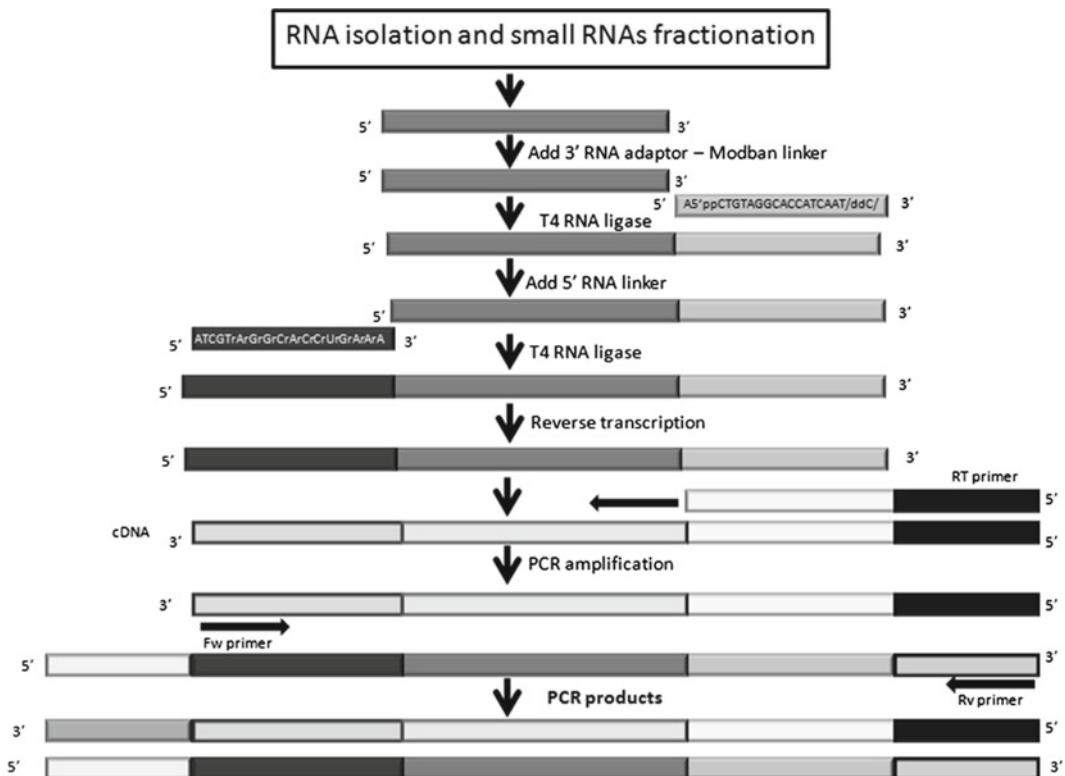 RNA isolation and small RNAs fractionation
5′ 3′
Add 3′ RNA adaptor – Modban linker
5′ 3′
5′ A5'ppCTGTAGGCACCATCAAT/ddC/ 3′
T4 RNA ligase
5′ 3′
Add 5′ RNA linker
5′ 3′
5′ ATCGTrArGrGrCrArCrCrUrGrArArA 3′
T4 RNA ligase
5′ 3′
Reverse transcription
5′ 3′
RT primer
5′
cDNA 3′ 5′
PCR amplification
3′ 5′
Fw primer
5′ 3′
Rv primer
PCR products
3′ 5′
5′ 3′